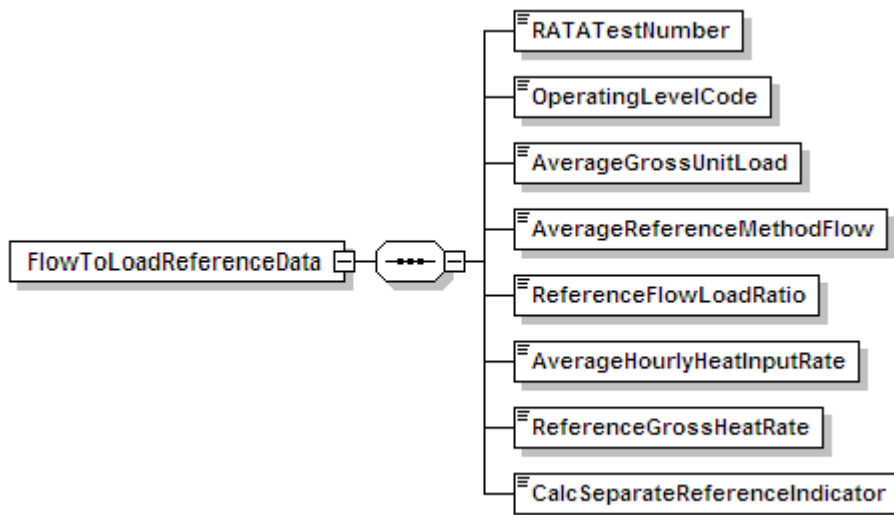 RATATestNumber
OperatingLevelCode
AverageGrossUnitLoad
AverageReferenceMethodFlow
FlowToLoadReferenceData
ReferenceFlowLoadRatio
AverageHourlyHeatInputRate
ReferenceGrossHeatRate
CalcSeparateReferenceIndicator